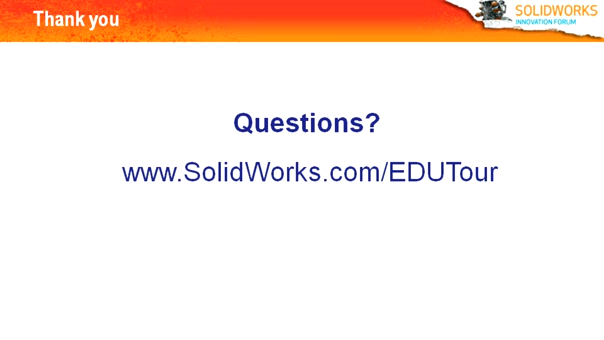 Thank you
SOLIDWORKS
INNOVATION FORUM
Questions?
www.SolidWorks.com/EDUTour